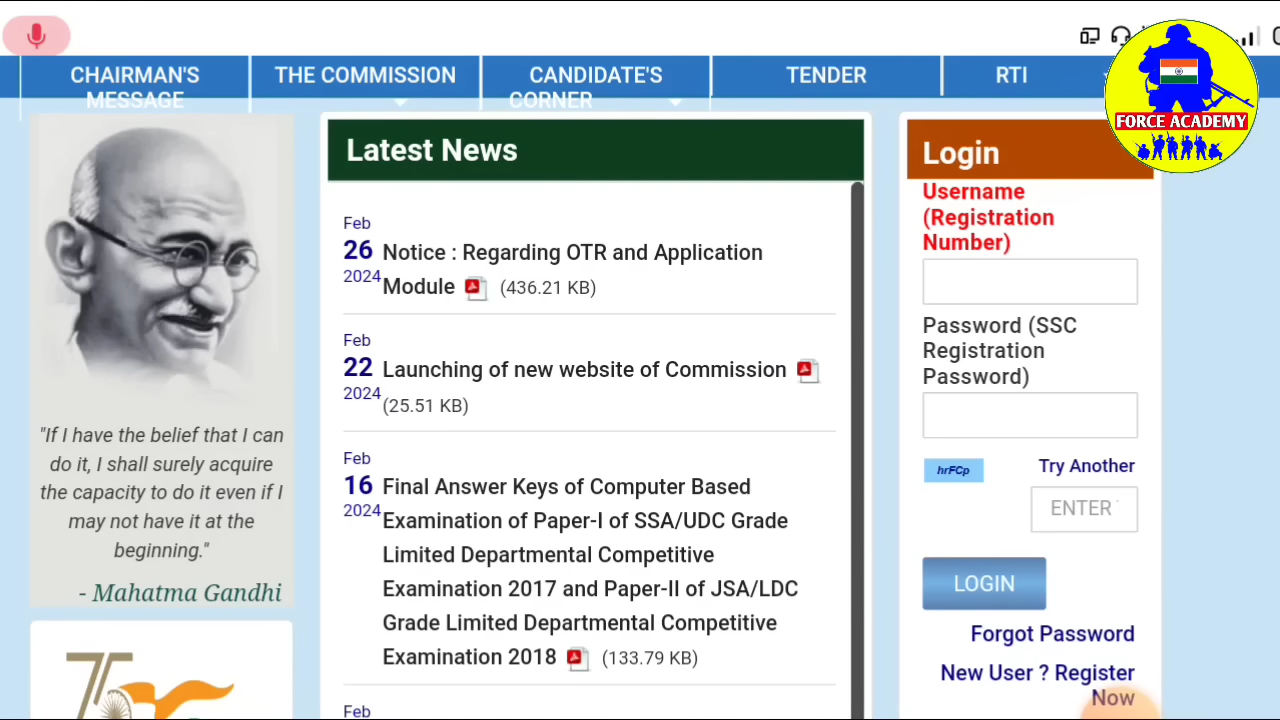 CHAIRMAN'S
MESSAGE
THE COMMISSION
CANDIDATE'S
CORNER
TENDER
RTI
FORCE ACADEMY
"If I have the belief that I can
do it, I shall surely acquire
the capacity to do it even if I
may not have it at the
beginning."
- Mahatma Gandhi
75
Latest News
Feb
26
2024
Notice : Regarding OTR and Application
Module (436.21 KB)
Feb
22
2024
Launching of new website of Commission
(25.51 KB)
Feb
16
2024
Final Answer Keys of Computer Based
Examination of Paper-I of SSA/UDC Grade
Limited Departmental Competitive
Examination 2017 and Paper-II of JSA/LDC
Grade Limited Departmental Competitive
Examination 2018 (133.79 KB)
Feb
Login
Username
(Registration
Number)
Password (SSC
Registration
Password)
hrFCp
Try Another
ENTER
LOGIN
Forgot Password
New User ? Register
Now